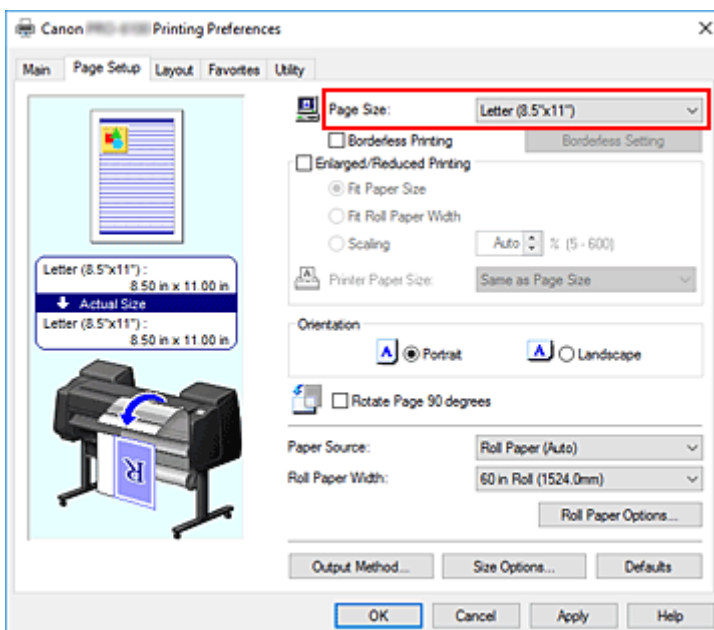 Canon Printing Preferences
Main Page Setup Layout Favorites Utility
Page Size: Letter (8.5"x11")
Borderless Printing Borderless Setting
Enlarged/Reduced Printing
Fit Paper Size
Fit Roll Paper Width
Scaling Auto % (5 - 600)
Printer Paper Size: Same as Page Size
Letter (8.5"x11") :
8.50 in x 11.00 in
Actual Size
Letter (8.5"x11") :
8.50 in x 11.00 in
Orientation
A Portrait A Landscape
Rotate Page 90 degrees
R
Paper Source: Roll Paper (Auto)
Roll Paper Width: 60 in Roll (1524.0mm)
Roll Paper Options...
Output Method... Size Options... Defaults
OK Cancel Apply Help